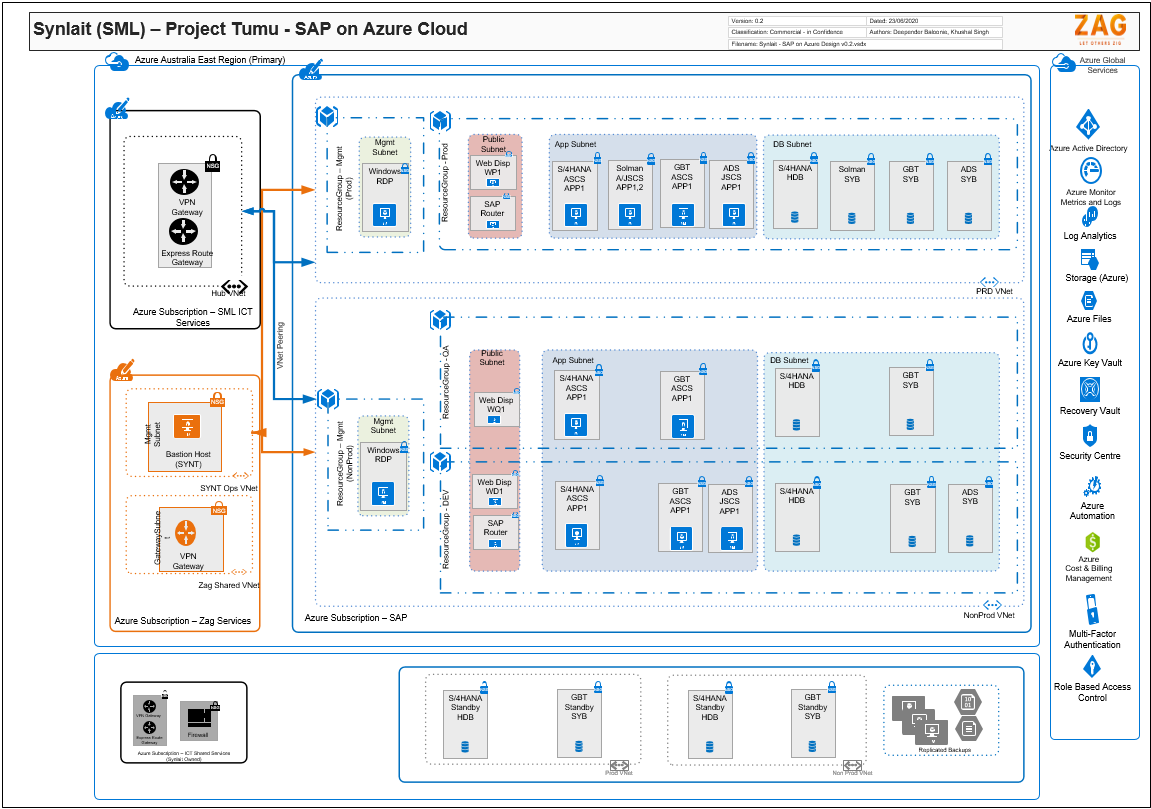 Synlait (SML) – Project Tumu - SAP on Azure Cloud
Version: 0.2
Dated: 23/06/2020
Classification: Commercial - in Confidence
Authors: Deepender Baloonis, Khushal Singh
Filename: Synlait - SAP on Azure Design v0.2.vsdx
ZAG
LET OTHERS ZIG
Azure Australia East Region (Primary)
Azure Global
Services
NSG
VPN
Gateway
Express Route
Gateway
Hub VNet
Azure Subscription – SML ICT
Services
VNet Peering
Azure
NSG
Mgmt
Subnet
Bastion Host
(SYNT)
SYNT Ops VNet
NSG
GatewaySubne
VPN
Gateway
Zag Shared VNet
Azure Subscription – Zag Services
ResourceGroup – Mgmt
(Prod)
Mgmt
Subnet
Windows
RDP
ResourceGroup - Prod
Public
Subnet
Web Disp
WP1
SAP
Router
App Subnet
S/4HANA
ASCS
APP1
Solman
A/JSCS
APP1,2
GBT
ASCS
APP1
ADS
JSCS
APP1
DB Subnet
S/4HANA
HDB
Solman
SYB
GBT
SYB
ADS
SYB
PRD VNet
ResourceGroup – Mgmt
(NonProd)
Mgmt
Subnet
Windows
RDP
ResourceGroup - QA
Public
Subnet
Web Disp
WQ1
App Subnet
S/4HANA
ASCS
APP1
GBT
ASCS
APP1
DB Subnet
S/4HANA
HDB
GBT
SYB
ResourceGroup - DEV
Web Disp
WD1
SAP
Router
S/4HANA
ASCS
APP1
GBT
ASCS
APP1
ADS
JSCS
APP1
S/4HANA
HDB
GBT
SYB
ADS
SYB
NonProd VNet
Azure Subscription – SAP
Azure Active Directory
Azure Monitor
Metrics and Logs
Log Analytics
Storage (Azure)
Azure Files
Azure Key Vault
Recovery Vault
Security Centre
Azure
Automation
Azure
Cost & Billing
Management
Multi-Factor
Authentication
Role Based Access
Control
VPN Gateway
Express Route
Gateway
Firewall
Azure Subscription – ICT Shared Services
(Synlait Owned)
S/4HANA
Standby
HDB
GBT
Standby
SYB
Prod VNet
S/4HANA
Standby
HDB
GBT
Standby
SYB
Non Prod VNet
Replicated Backups